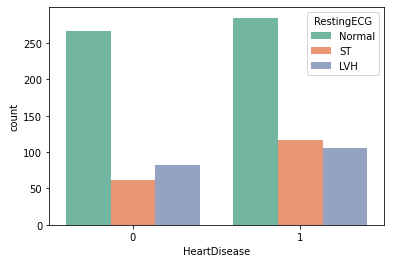 RestingECG
Normal
ST
LVH
250
200
150
100
50
0
count
0 1
HeartDisease